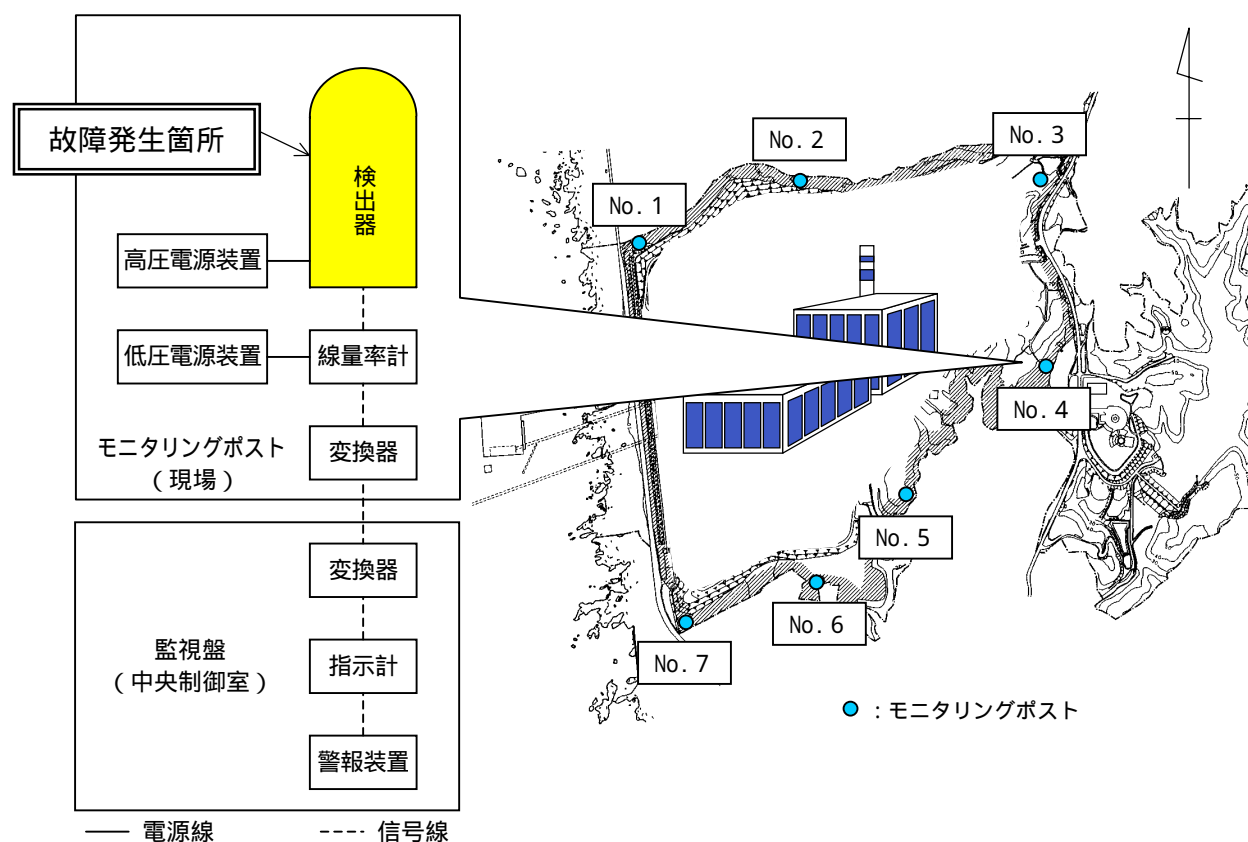 故障発生箇所
検出器
高圧電源装置
低圧電源装置
線量率計
モニタリングポスト
（現場）
変換器
変換器
監視盤
（中央制御室）
指示計
警報装置
電源線
信号線
No. 1
No. 2
No. 3
No. 4
No. 5
No. 6
No. 7
：モニタリングポスト